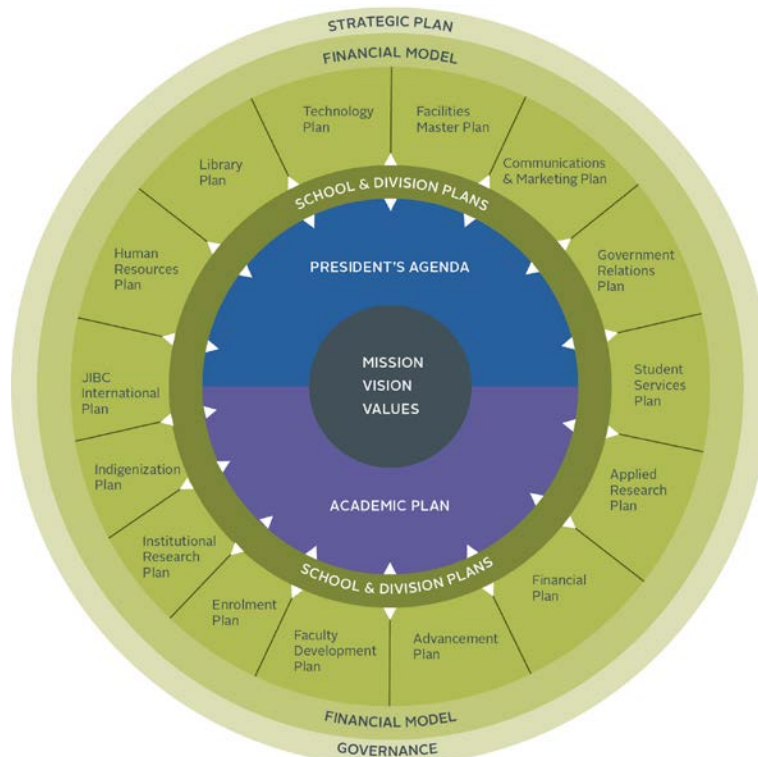 STRATEGIC PLAN
FINANCIAL MODEL
Technology
Plan
Facilities
Master Plan
Library
Plan
Communications
& Marketing Plan
SCHOOL & DIVISION PLANS
Human
Resources
Plan
PRESIDENT'S AGENDA
Government
Relations
Plan
MISSION
VISION
VALUES
JIBC
International
Plan
Student
Services
Plan
Indigenization
Plan
Applied
Research
Plan
ACADEMIC PLAN
Institutional
Research
Plan
SCHOOL & DIVISION PLANS
Financial
Plan
Enrolment
Plan
Faculty
Development
Plan
Advancement
Plan
FINANCIAL MODEL
GOVERNANCE